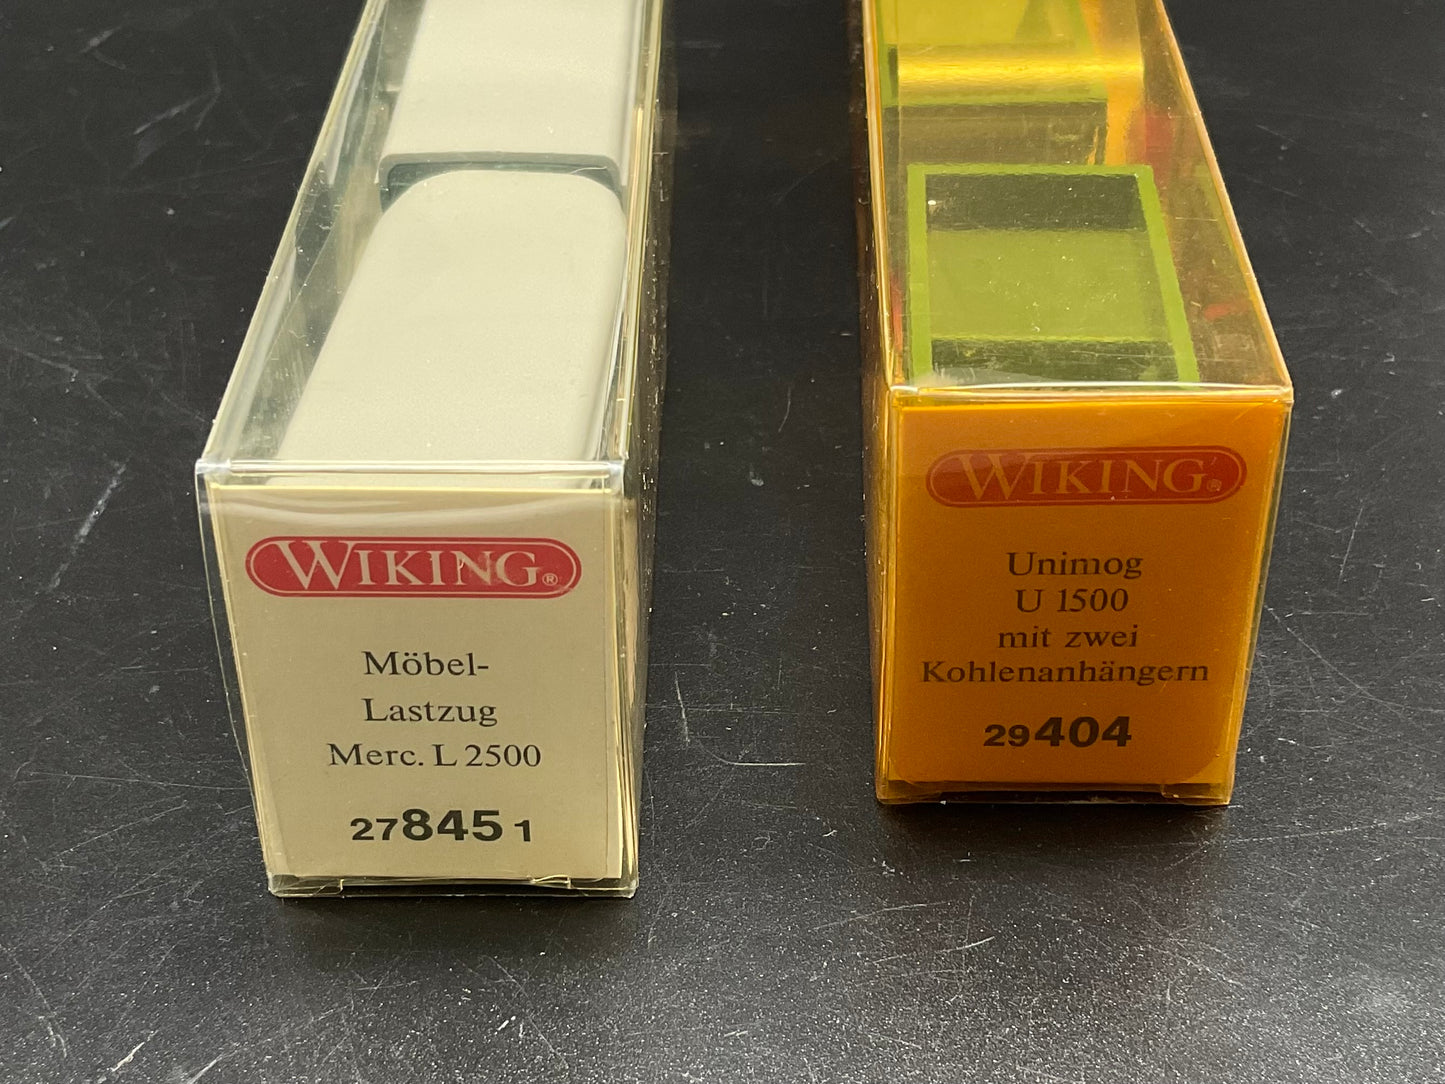 WIKING®
Möbel-
Lastzug
Merc. L 2500
27845 1
WIKING®
Unimog
U 1500
mit zwei
Kohlenanhängern
29404